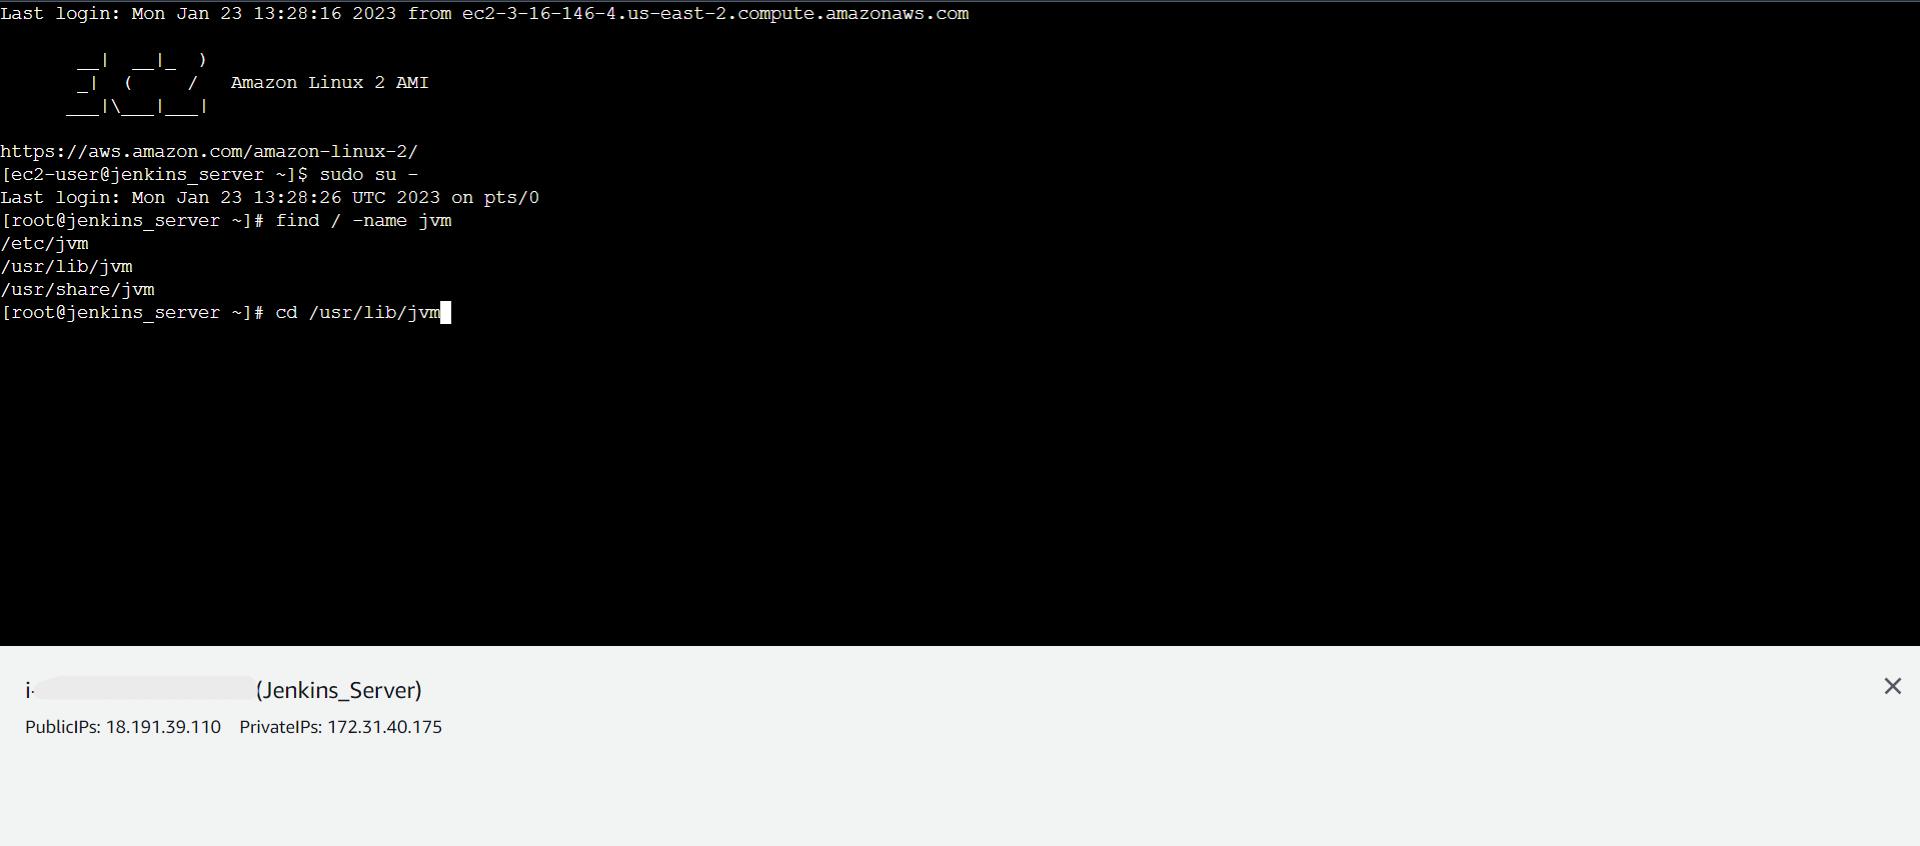 Last login: Mon Jan 23 13:28:16 2023 from ec2-3-16-146-4.us-east-2.compute.amazonaws.com
       __|  __|_  )
       _|  (     /   Amazon Linux 2 AMI
      ___|\___|___|
https://aws.amazon.com/amazon-linux-2/
[ec2-user@jenkins_server ~]$ sudo su -
Last login: Mon Jan 23 13:28:26 UTC 2023 on pts/0
[root@jenkins_server ~]# find / -name jvm
/etc/jvm
/usr/lib/jvm
/usr/share/jvm
[root@jenkins_server ~]# cd /usr/lib/jvm
i- (Jenkins_Server)
PublicIPs: 18.191.39.110 PrivateIPs: 172.31.40.175